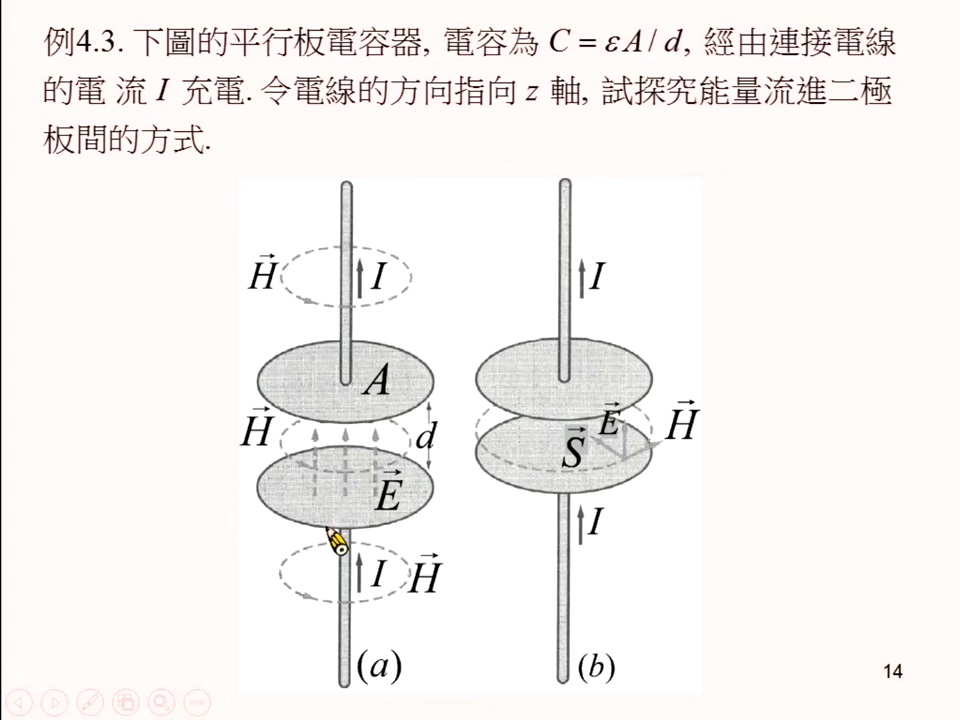 例4.3. 下圖的平行板電容器, 電容為 C = εA/d, 經由連接電線
的電 流 I 充電. 令電線的方向指向 z 軸, 試探究能量流進二極
板間的方式.
H⃗ I I
A
H⃗ d E⃗ H⃗
S⃗
E⃗
I
I H⃗
(a) (b)
14